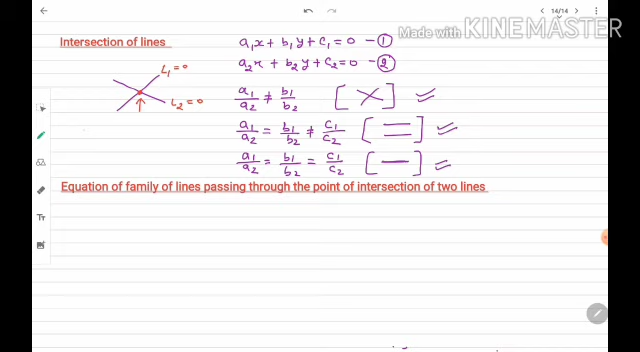 14/14
Made with KINEMASTER
Intersection of lines
a₁x + b₁y + c₁ = 0 - ①
a₂x + b₂y + c₂ = 0 - ②
L₁ = 0
L₂ = 0
a₁/a₂ ≠ b₁/b₂
a₁/a₂ = b₁/b₂ ≠ c₁/c₂
a₁/a₂ = b₁/b₂ = c₁/c₂
Equation of family of lines passing through the point of intersection of two lines
Tт